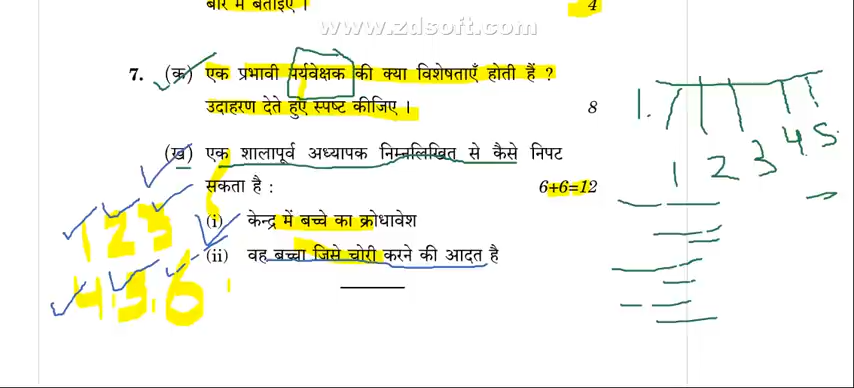 बारे में बताइए । 4
www.zdsoft.com
7. (क) एक प्रभावी पर्यवेक्षक की क्या विशेषताएँ होती हैं ?
उदाहरण देते हुए स्पष्ट कीजिए । 8
(ख) एक शालापूर्व अध्यापक निम्नलिखित से कैसे निपट
सकता है : 6+6=12
(i) केन्द्र में बच्चे का क्रोधावेश
(ii) वह बच्चा जिसे चोरी करने की आदत है
1 2 3
4. 3. 6
1.
1 2 3 4 5